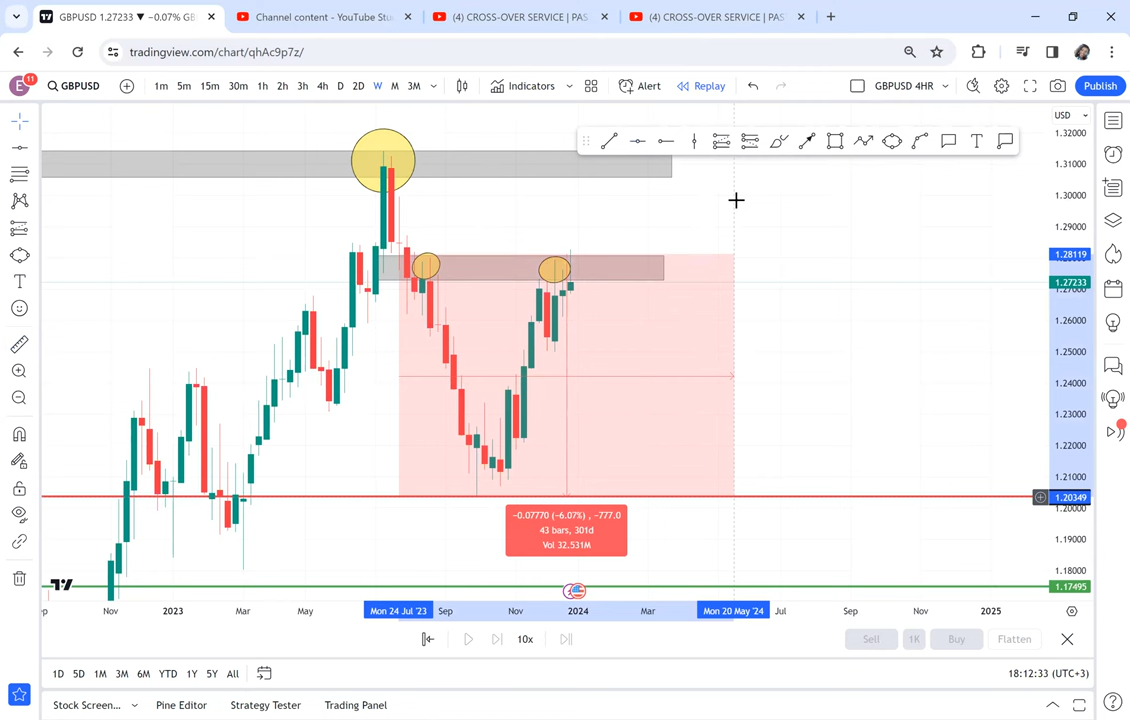 GBPUSD 1.27233 ▼ −0.07% GB
Channel content - YouTube Stu
(4) CROSS-OVER SERVICE | PAS
(4) CROSS-OVER SERVICE | PAS
tradingview.com/chart/qhAc9p7z/
E 11 GBPUSD 1m 5m 15m 30m 1h 2h 3h 4h D 2D W M 3M Indicators Alert Replay GBPUSD 4HR Publish
USD
1.32000
1.31000
1.30000
1.29000
1.28119
1.27233
1.27000
1.26000
1.25000
1.24000
1.23000
1.22000
1.21000
1.20349
1.20000
1.19000
1.18000
1.17495
−0.07770 (−6.07%) , −777.0
43 bars, 301d
Vol 32.531M
Nov 2023 Mar May Mon 24 Jul '23 Sep Nov 2024 Mar Mon 20 May '24 Jul Sep Nov 2025
10x Sell 1K Buy Flatten
1D 5D 1M 3M 6M YTD 1Y 5Y All 18:12:33 (UTC+3)
Stock Screen... Pine Editor Strategy Tester Trading Panel